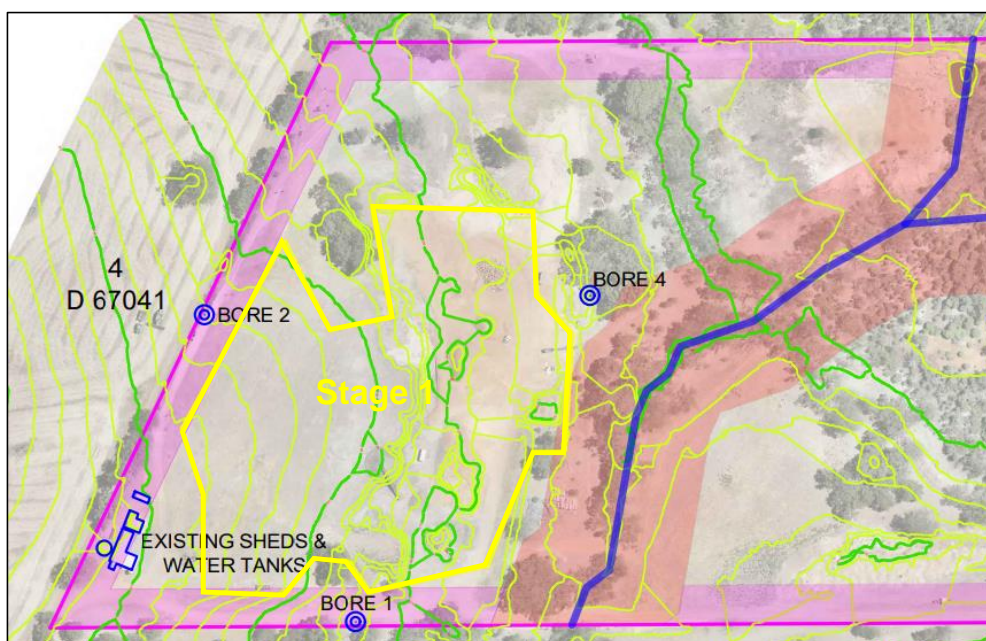 4
D 67041
BORE 2
BORE 4
Stage 1
EXISTING SHEDS &
WATER TANKS
BORE 1